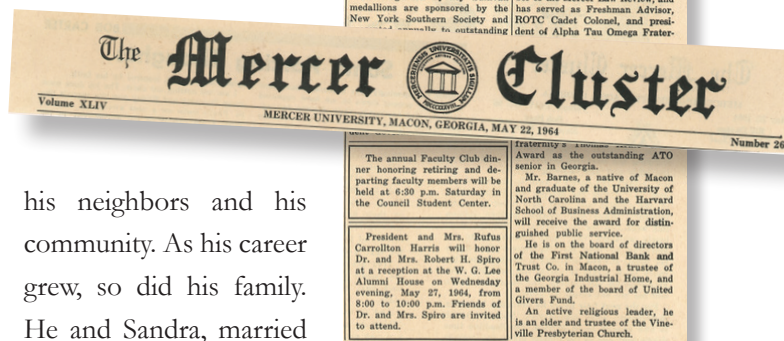 medallions are sponsored by the
New York Southern Society and
annually to outstanding
has served as Freshman Advisor,
ROTC Cadet Colonel, and presi-
dent of Alpha Tau Omega Frater-
The Mercer Cluster
Volume XLIV
MERCER UNIVERSITY, MACON, GEORGIA, MAY 22, 1964
Number 26
his neighbors and his
community. As his career
grew, so did his family.
He and Sandra, married
The annual Faculty Club din-
ner honoring retiring and de-
parting faculty members will be
held at 6:30 p.m. Saturday in
the Council Student Center.
President and Mrs. Rufus
Carrollton Harris will honor
Dr. and Mrs. Robert H. Spiro
at a reception at the W. G. Lee
Alumni House on Wednesday
evening, May 27, 1964, from
8:00 to 10:00 p.m. Friends of
Dr. and Mrs. Spiro are invited
to attend.
Award as the outstanding ATO
senior in Georgia.
Mr. Barnes, a native of Macon
and graduate of the University of
North Carolina and the Harvard
School of Business Administration,
will receive the award for distin-
guished public service.
He is on the board of directors
of the First National Bank and
Trust Co. in Macon, a trustee of
the Georgia Industrial Home, and
a member of the board of United
Givers Fund.
An active religious leader, he
is an elder and trustee of the Vine-
ville Presbyterian Church.